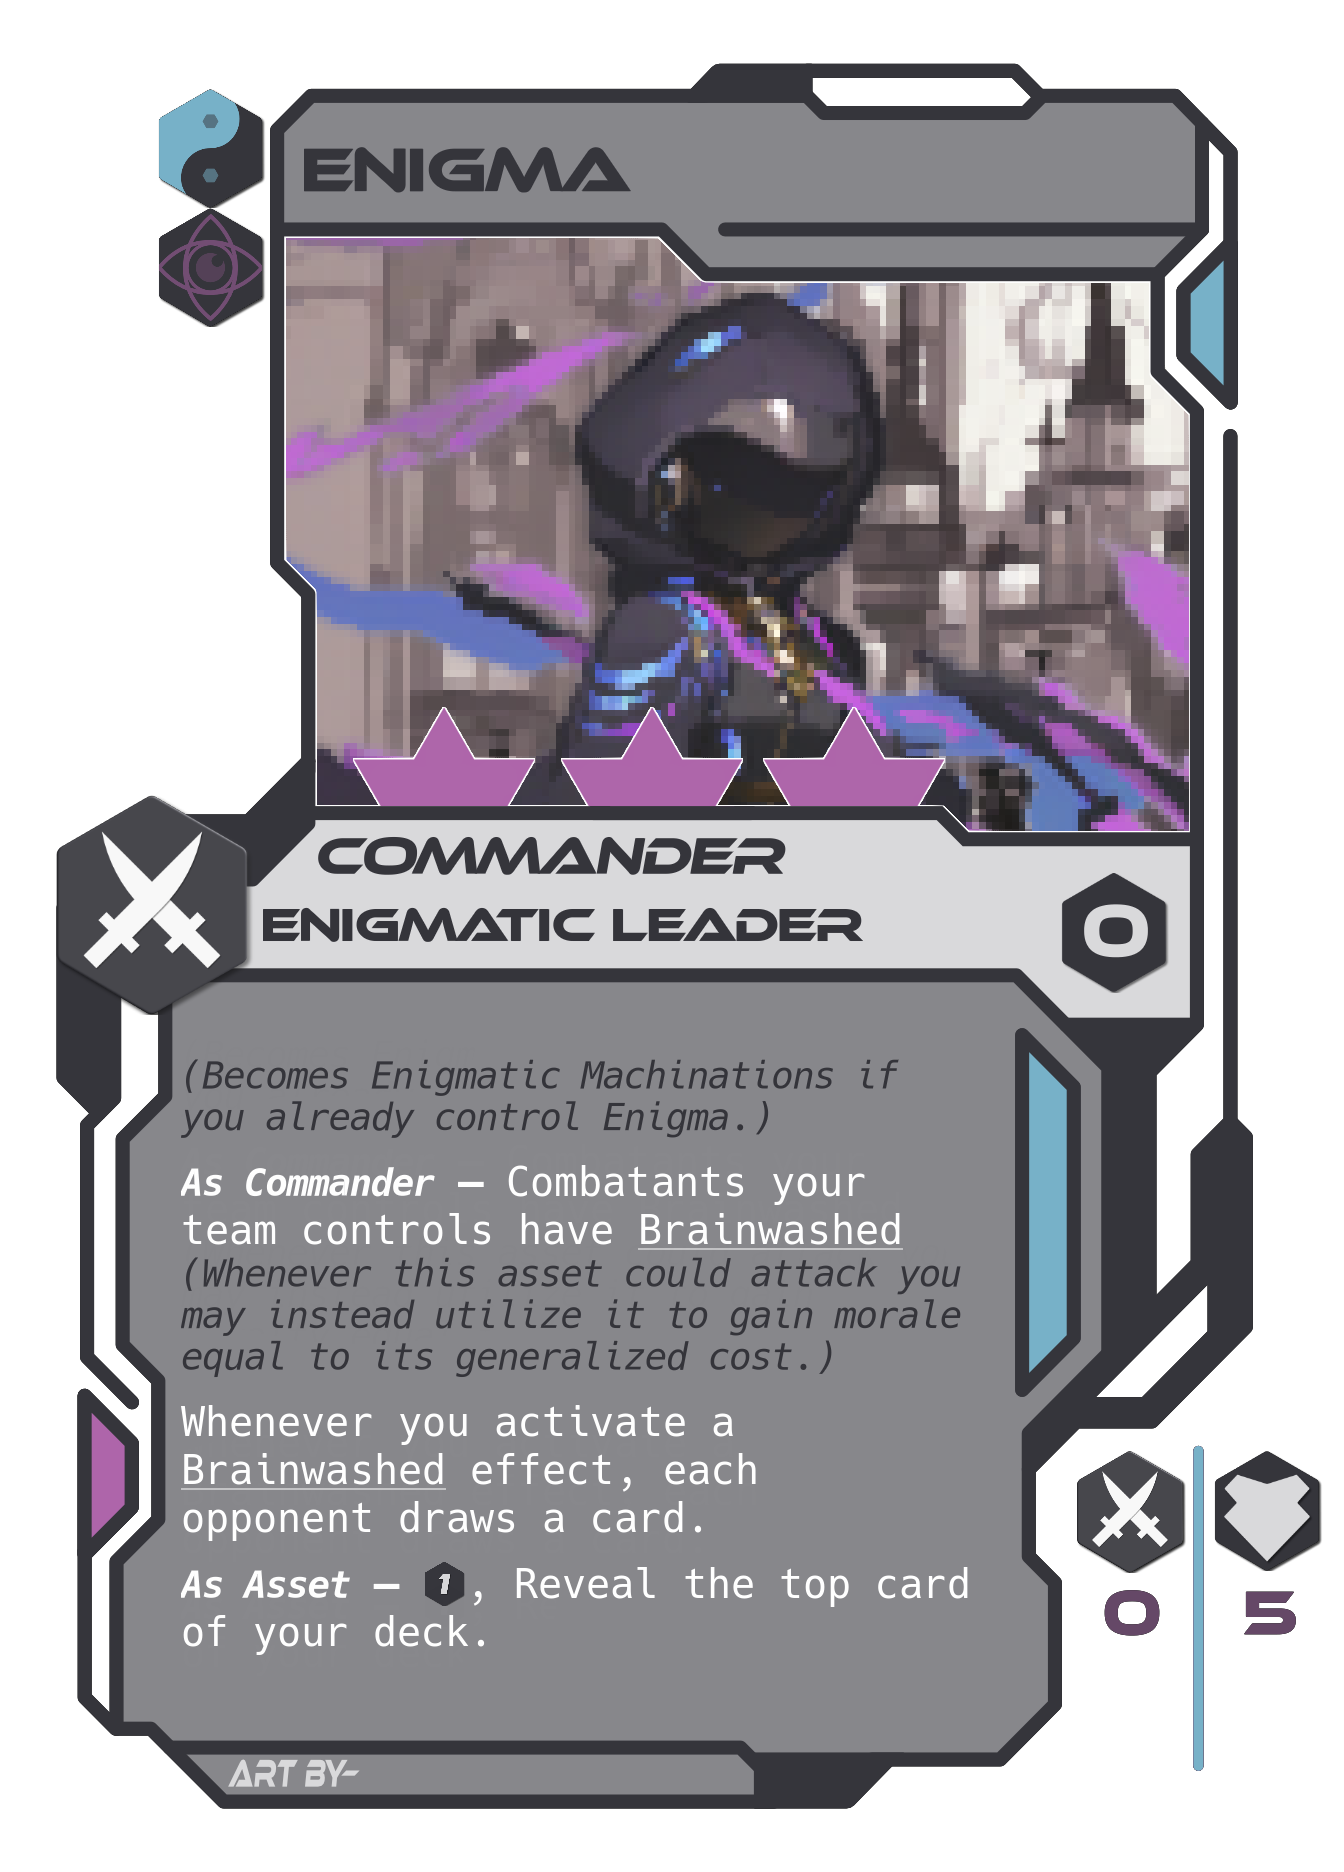 ENIGMA
COMMANDER
ENIGMATIC LEADER
0
(Becomes Enigmatic Machinations if
you already control Enigma.)
As Commander – Combatants your
team controls have Brainwashed
(Whenever this asset could attack you
may instead utilize it to gain morale
equal to its generalized cost.)
Whenever you activate a
Brainwashed effect, each
opponent draws a card.
As Asset – 1, Reveal the top card
of your deck.
0 5
ART BY-